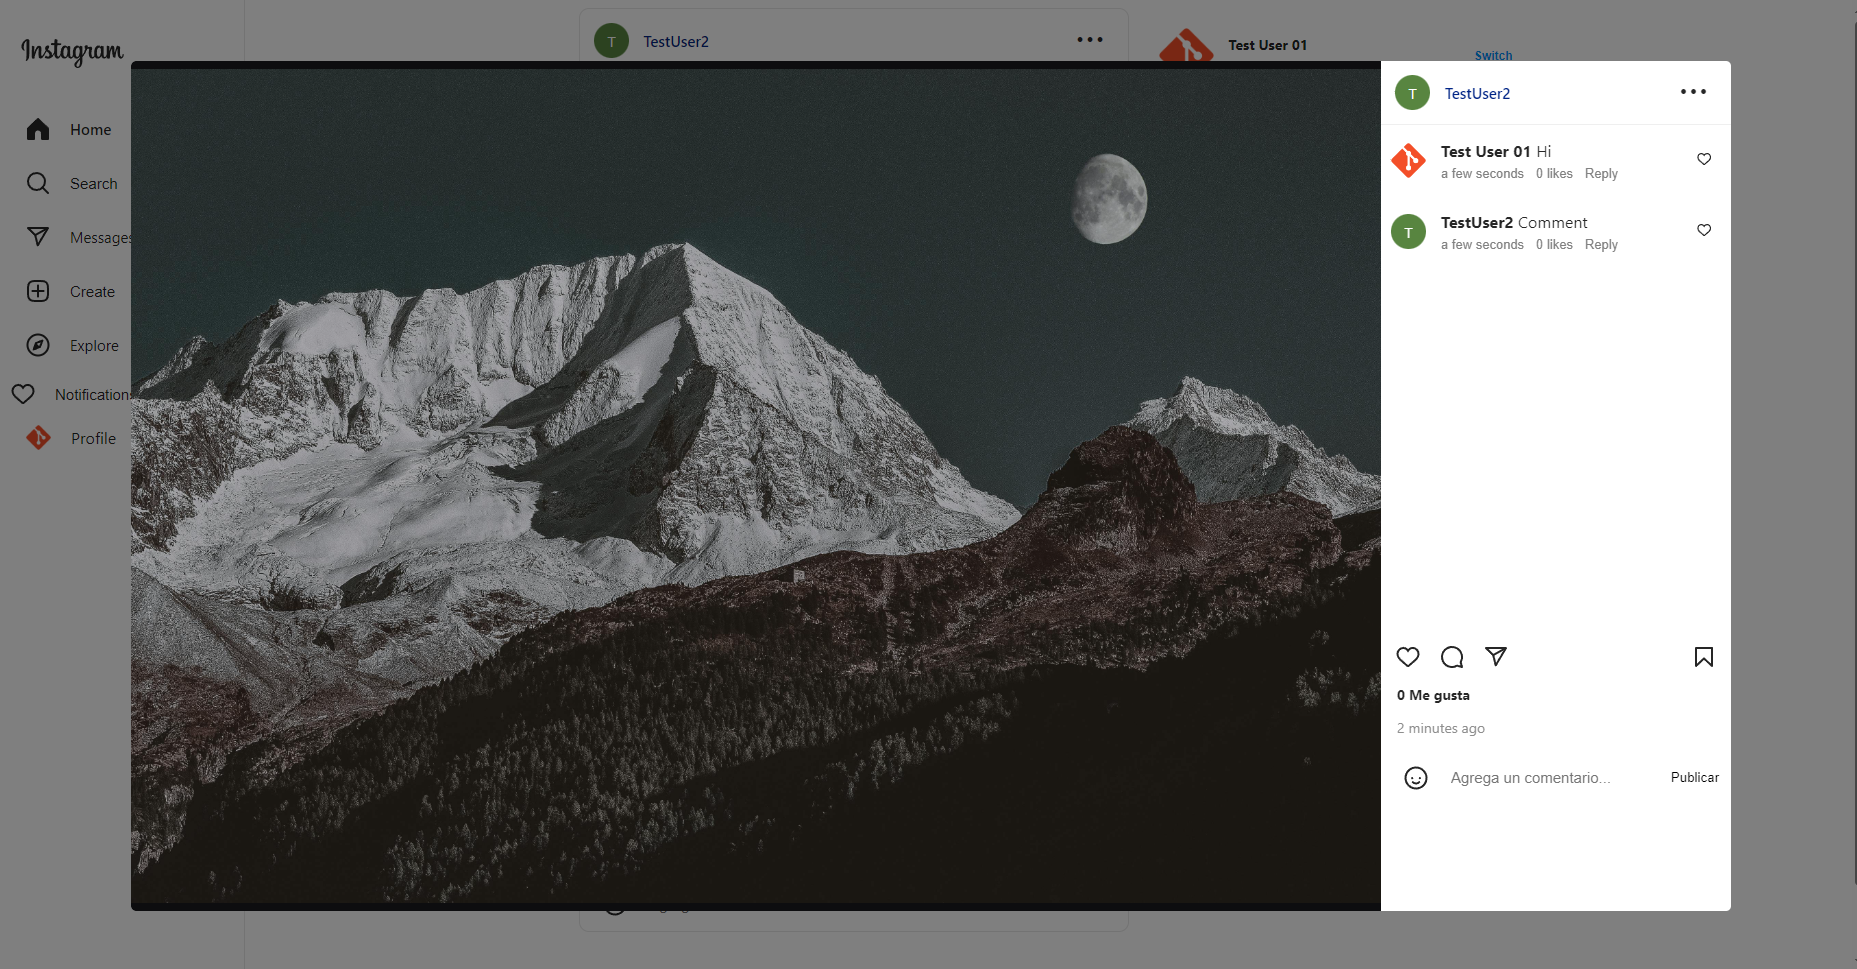 Instagram
Home
Search
Messages
Create
Explore
Notification
Profile
T TestUser2
Test User 01
Switch
T TestUser2
Test User 01 Hi
a few seconds 0 likes Reply
T TestUser2 Comment
a few seconds 0 likes Reply
0 Me gusta
2 minutes ago
Agrega un comentario... Publicar